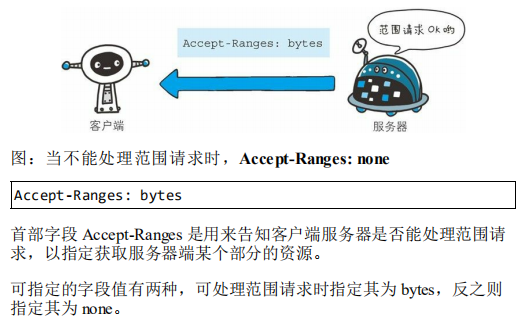 范围请求OK哟
Accept-Ranges: bytes
客户端
服务器
图：当不能处理范围请求时，Accept-Ranges: none
Accept-Ranges: bytes
首部字段 Accept-Ranges 是用来告知客户端服务器是否能处理范围请
求，以指定获取服务器端某个部分的资源。
可指定的字段值有两种，可处理范围请求时指定其为 bytes，反之则
指定其为 none。